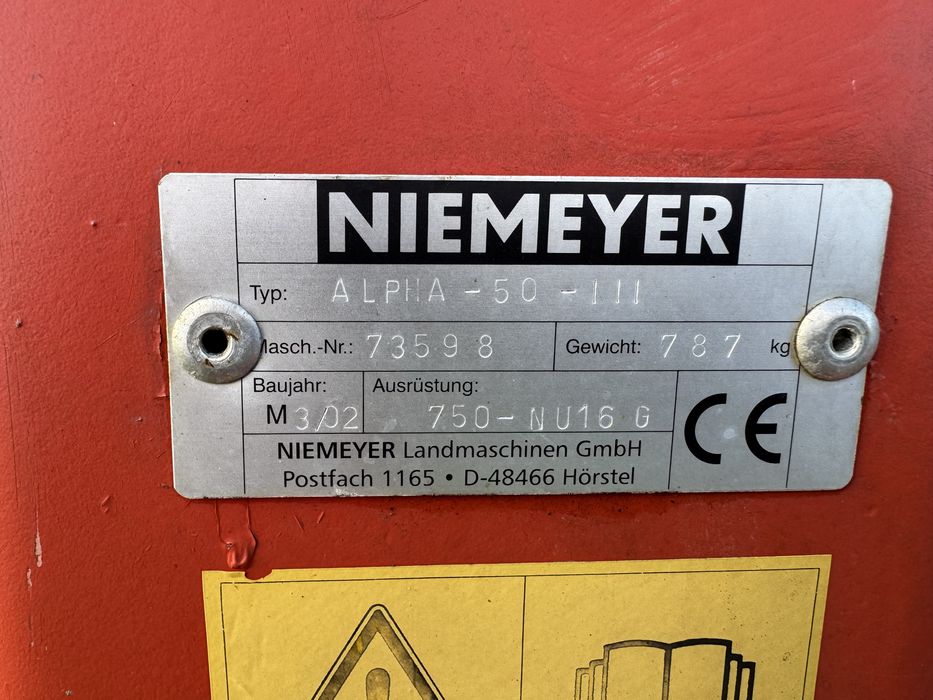 NIEMEYER
Typ: ALPHA-50-III
Masch.-Nr.: 73598 Gewicht: 787 kg
Baujahr: Ausrüstung:
M 3/02 750-NU16 G CE
NIEMEYER Landmaschinen GmbH
Postfach 1165 • D-48466 Hörstel